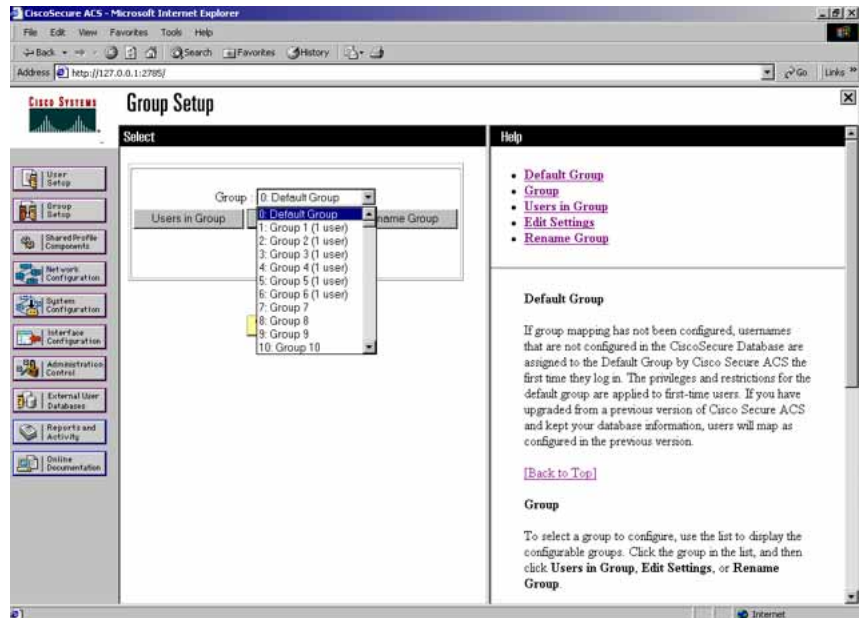 CiscoSecure ACS - Microsoft Internet Explorer
File Edit View Favorites Tools Help
Back Search Favorites History
Address http://127.0.0.1:2785/ Go Links »
CISCO SYSTEMS
Group Setup
Select
User Setup
Group Setup
Shared Profile Components
Network Configuration
System Configuration
Interface Configuration
Administration Control
External User Databases
Reports and Activity
Online Documentation
Group : 0: Default Group
Users in Group name Group
0: Default Group
1: Group 1 (1 user)
2: Group 2 (1 user)
3: Group 3 (1 user)
4: Group 4 (1 user)
5: Group 5 (1 user)
6: Group 6 (1 user)
7: Group 7
8: Group 8
9: Group 9
10: Group 10
Help
• Default Group
• Group
• Users in Group
• Edit Settings
• Rename Group
Default Group
If group mapping has not been configured, usernames
that are not configured in the CiscoSecure Database are
assigned to the Default Group by Cisco Secure ACS the
first time they log in. The privileges and restrictions for the
default group are applied to first-time users. If you have
upgraded from a previous version of Cisco Secure ACS
and kept your database information, users will map as
configured in the previous version.
[Back to Top]
Group
To select a group to configure, use the list to display the
configurable groups. Click the group in the list, and then
click Users in Group, Edit Settings, or Rename
Group.
Internet